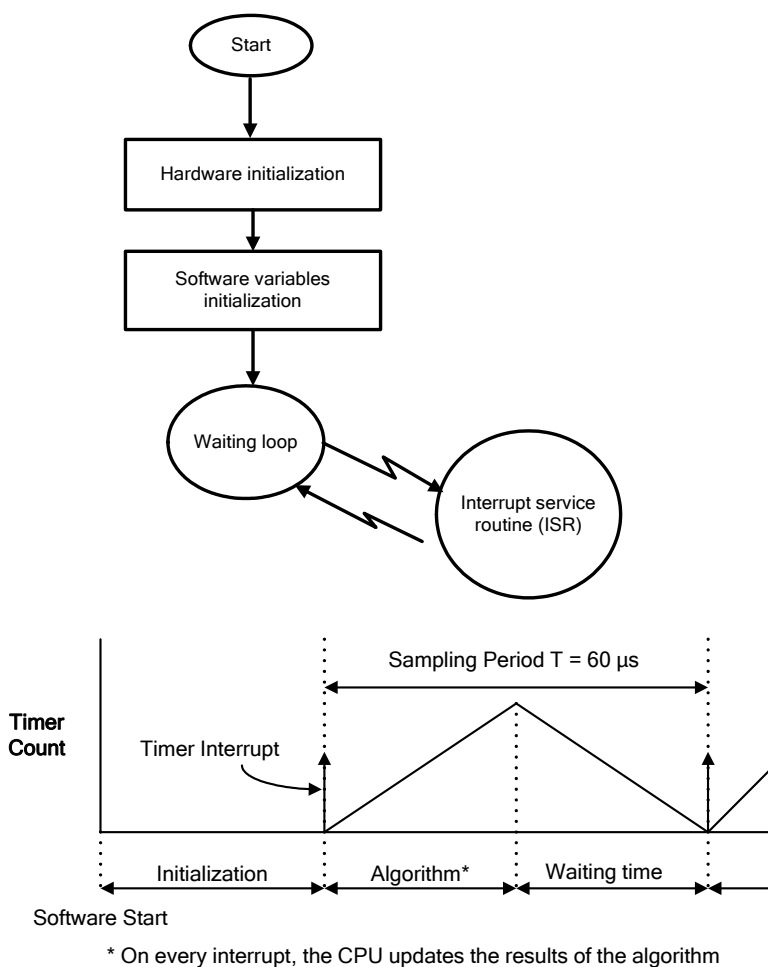 Start
Hardware initialization
Software variables
initialization
Waiting loop
Interrupt service
routine (ISR)
Sampling Period T = 60 µs
Timer
Count
Timer Interrupt
Initialization
Algorithm*
Waiting time
Software Start
* On every interrupt, the CPU updates the results of the algorithm